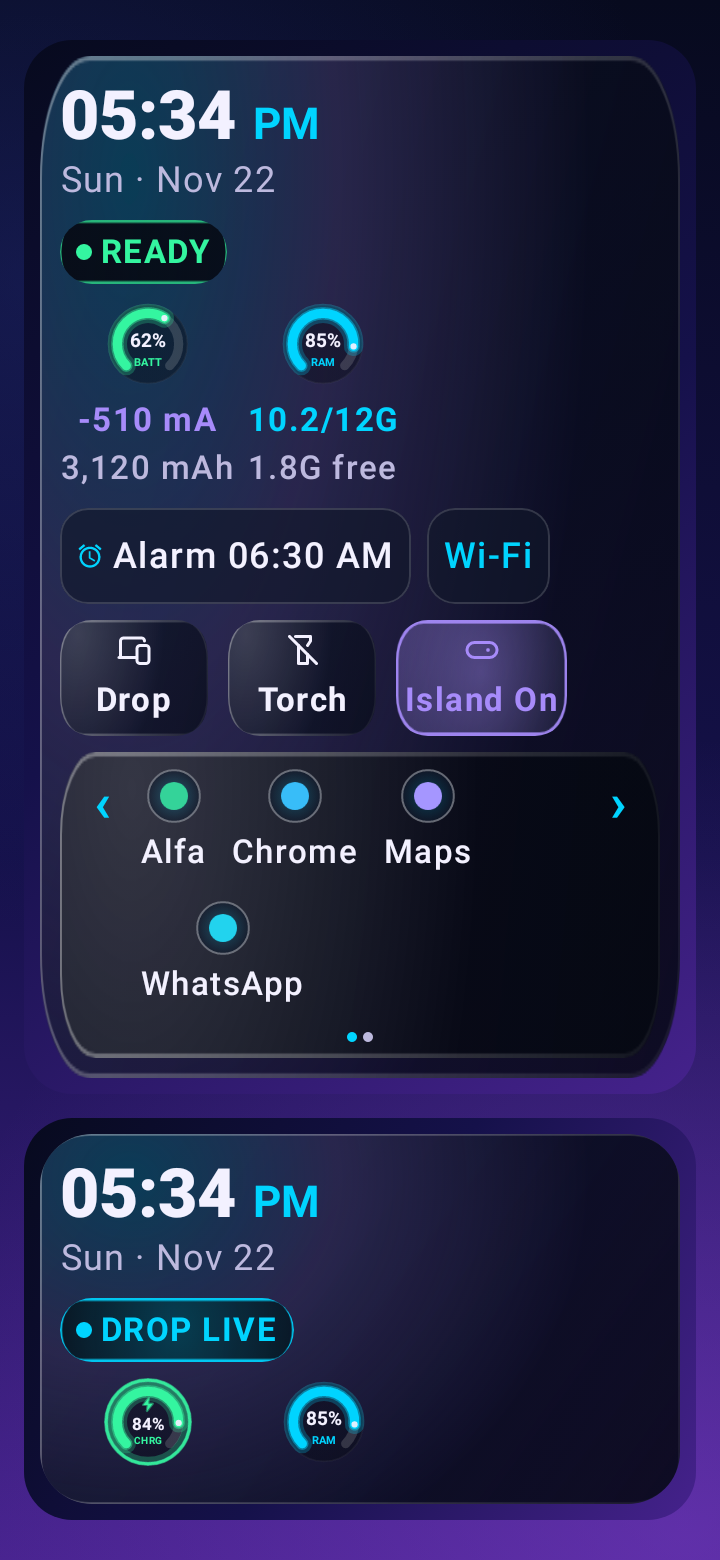 05:34 PM
Sun · Nov 22
READY
62% 85%
BATT RAM
-510 mA 10.2/12G
3,120 mAh 1.8G free
Alarm 06:30 AM Wi-Fi
Drop Torch Island On
‹ ›
Alfa Chrome Maps
WhatsApp
05:34 PM
Sun · Nov 22
DROP LIVE
84% 85%
CHRG RAM